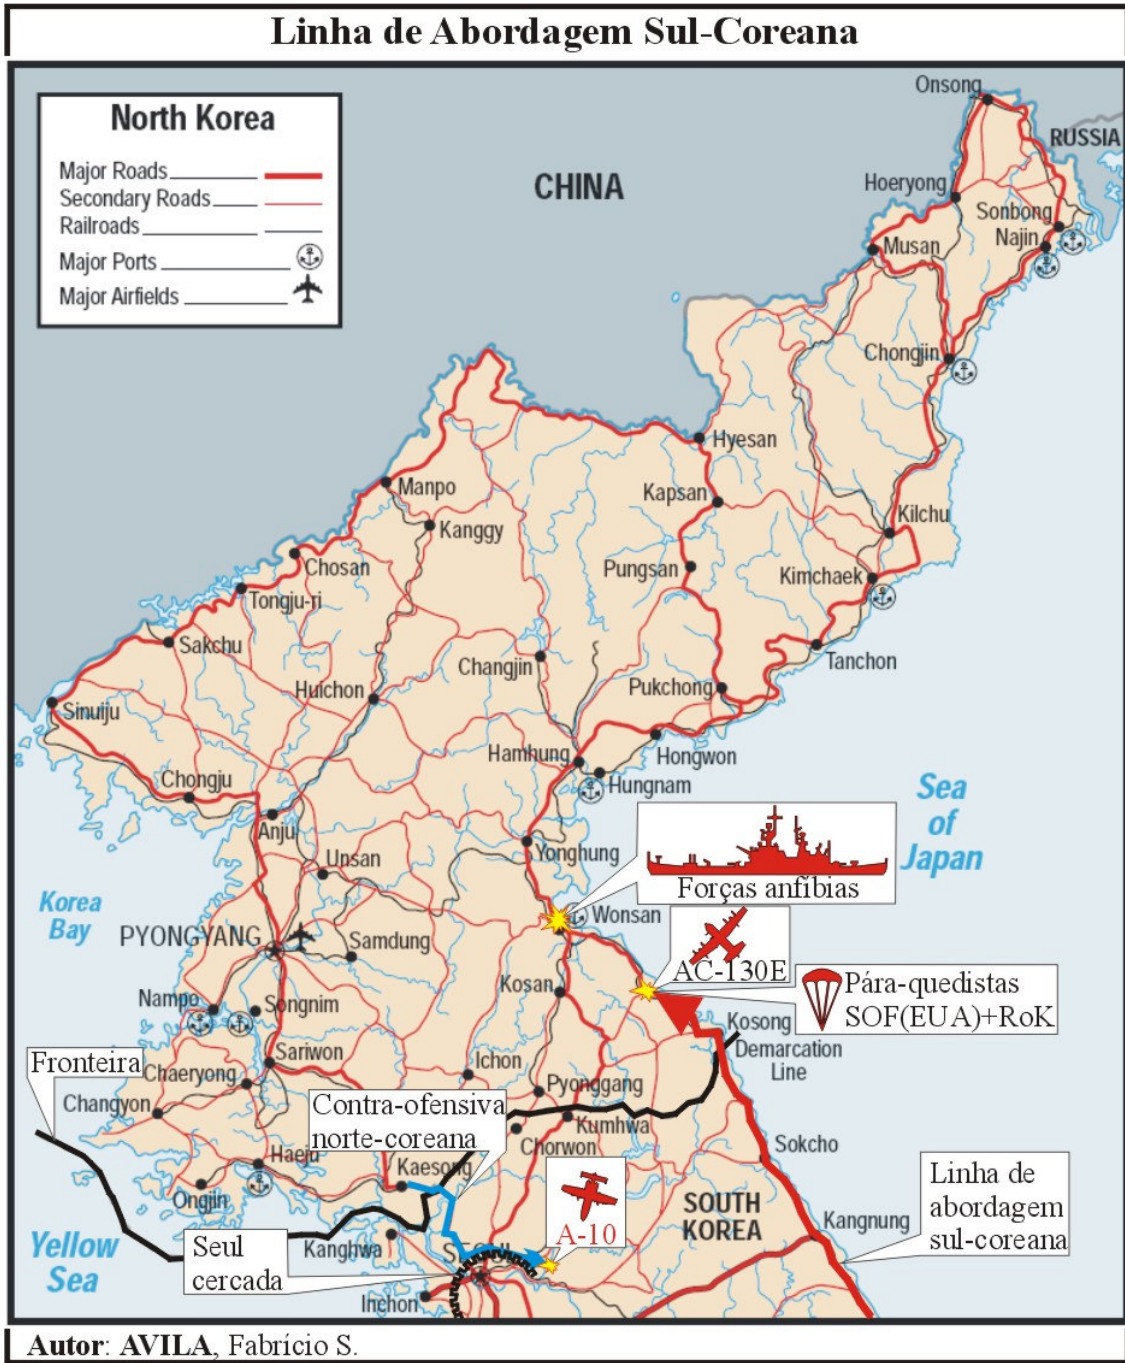 Linha de Abordagem Sul-Coreana
North Korea
Major Roads
Secondary Roads
Railroads
Major Ports
Major Airfields
Onsong
RUSSIA
CHINA
Hoeryong
Sonbong
Najin
Musan
Chongjin
Hyesan
Manpo
Kapsan
Kanggy
Kilchu
Chosan
Pungsan
Kimchaek
Tongju-ri
Sakchu
Changjin
Tanchon
Huichon
Pukchong
Sinuiju
Hamhung
Hongwon
Chongju
Hungnam
Sea
of
Japan
Anju
Yonghung
Unsan
Forças anfíbias
Korea
Bay
Wonsan
PYONGYANG
Samdung
AC-130E
Kosan
Pára-quedistas
SOF(EUA)+RoK
Nampo
Songnim
Kosong
Demarcation
Line
Fronteira
Sariwon
Chaeryong
Ichon
Pyonggang
Changyon
Contra-ofensiva
norte-coreana
Kumhwa
Chorwon
Sokcho
Haeju
Kaesong
Ongjin
SOUTH
KOREA
Linha de
abordagem
sul-coreana
A-10
Kangnung
Yellow
Sea
Seul
cercada
Kanghwa
SEOUL
Inchon
Autor: AVILA, Fabrício S.